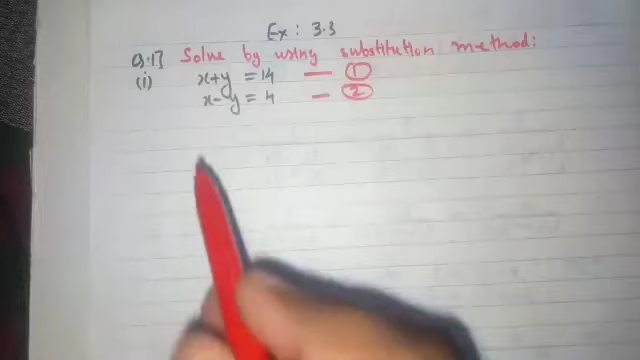 Ex: 3.3
Q.1] Solve by using substitution method:
(i) x+y = 14 — ①
x-y = 4 — ②